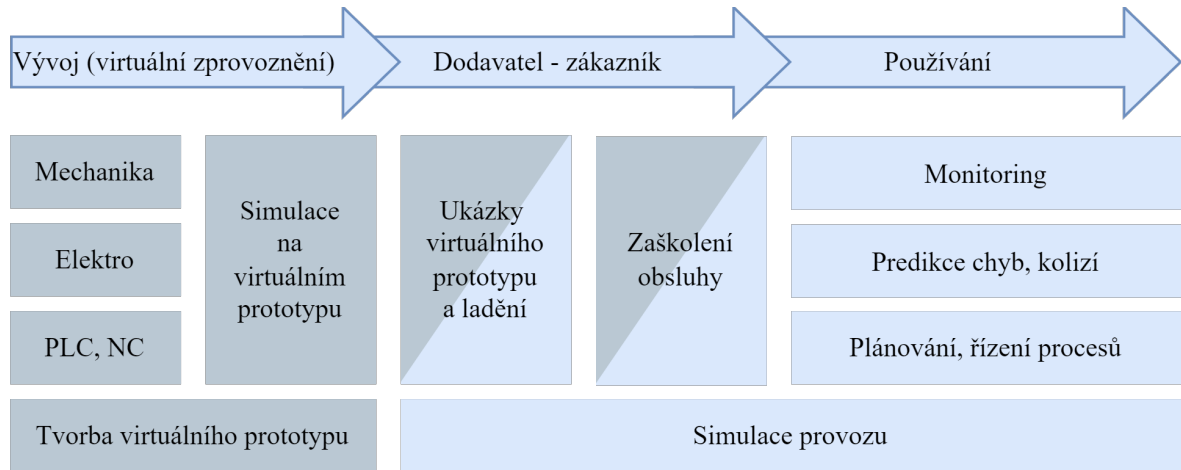 Vývoj (virtuální zprovoznění)
Dodavatel - zákazník
Používání
Mechanika
Elektro
PLC, NC
Simulace
na
virtuálním
prototypu
Ukázky
virtuálního
prototypu
a ladění
Zaškolení
obsluhy
Monitoring
Predikce chyb, kolizí
Plánování, řízení procesů
Tvorba virtuálního prototypu
Simulace provozu